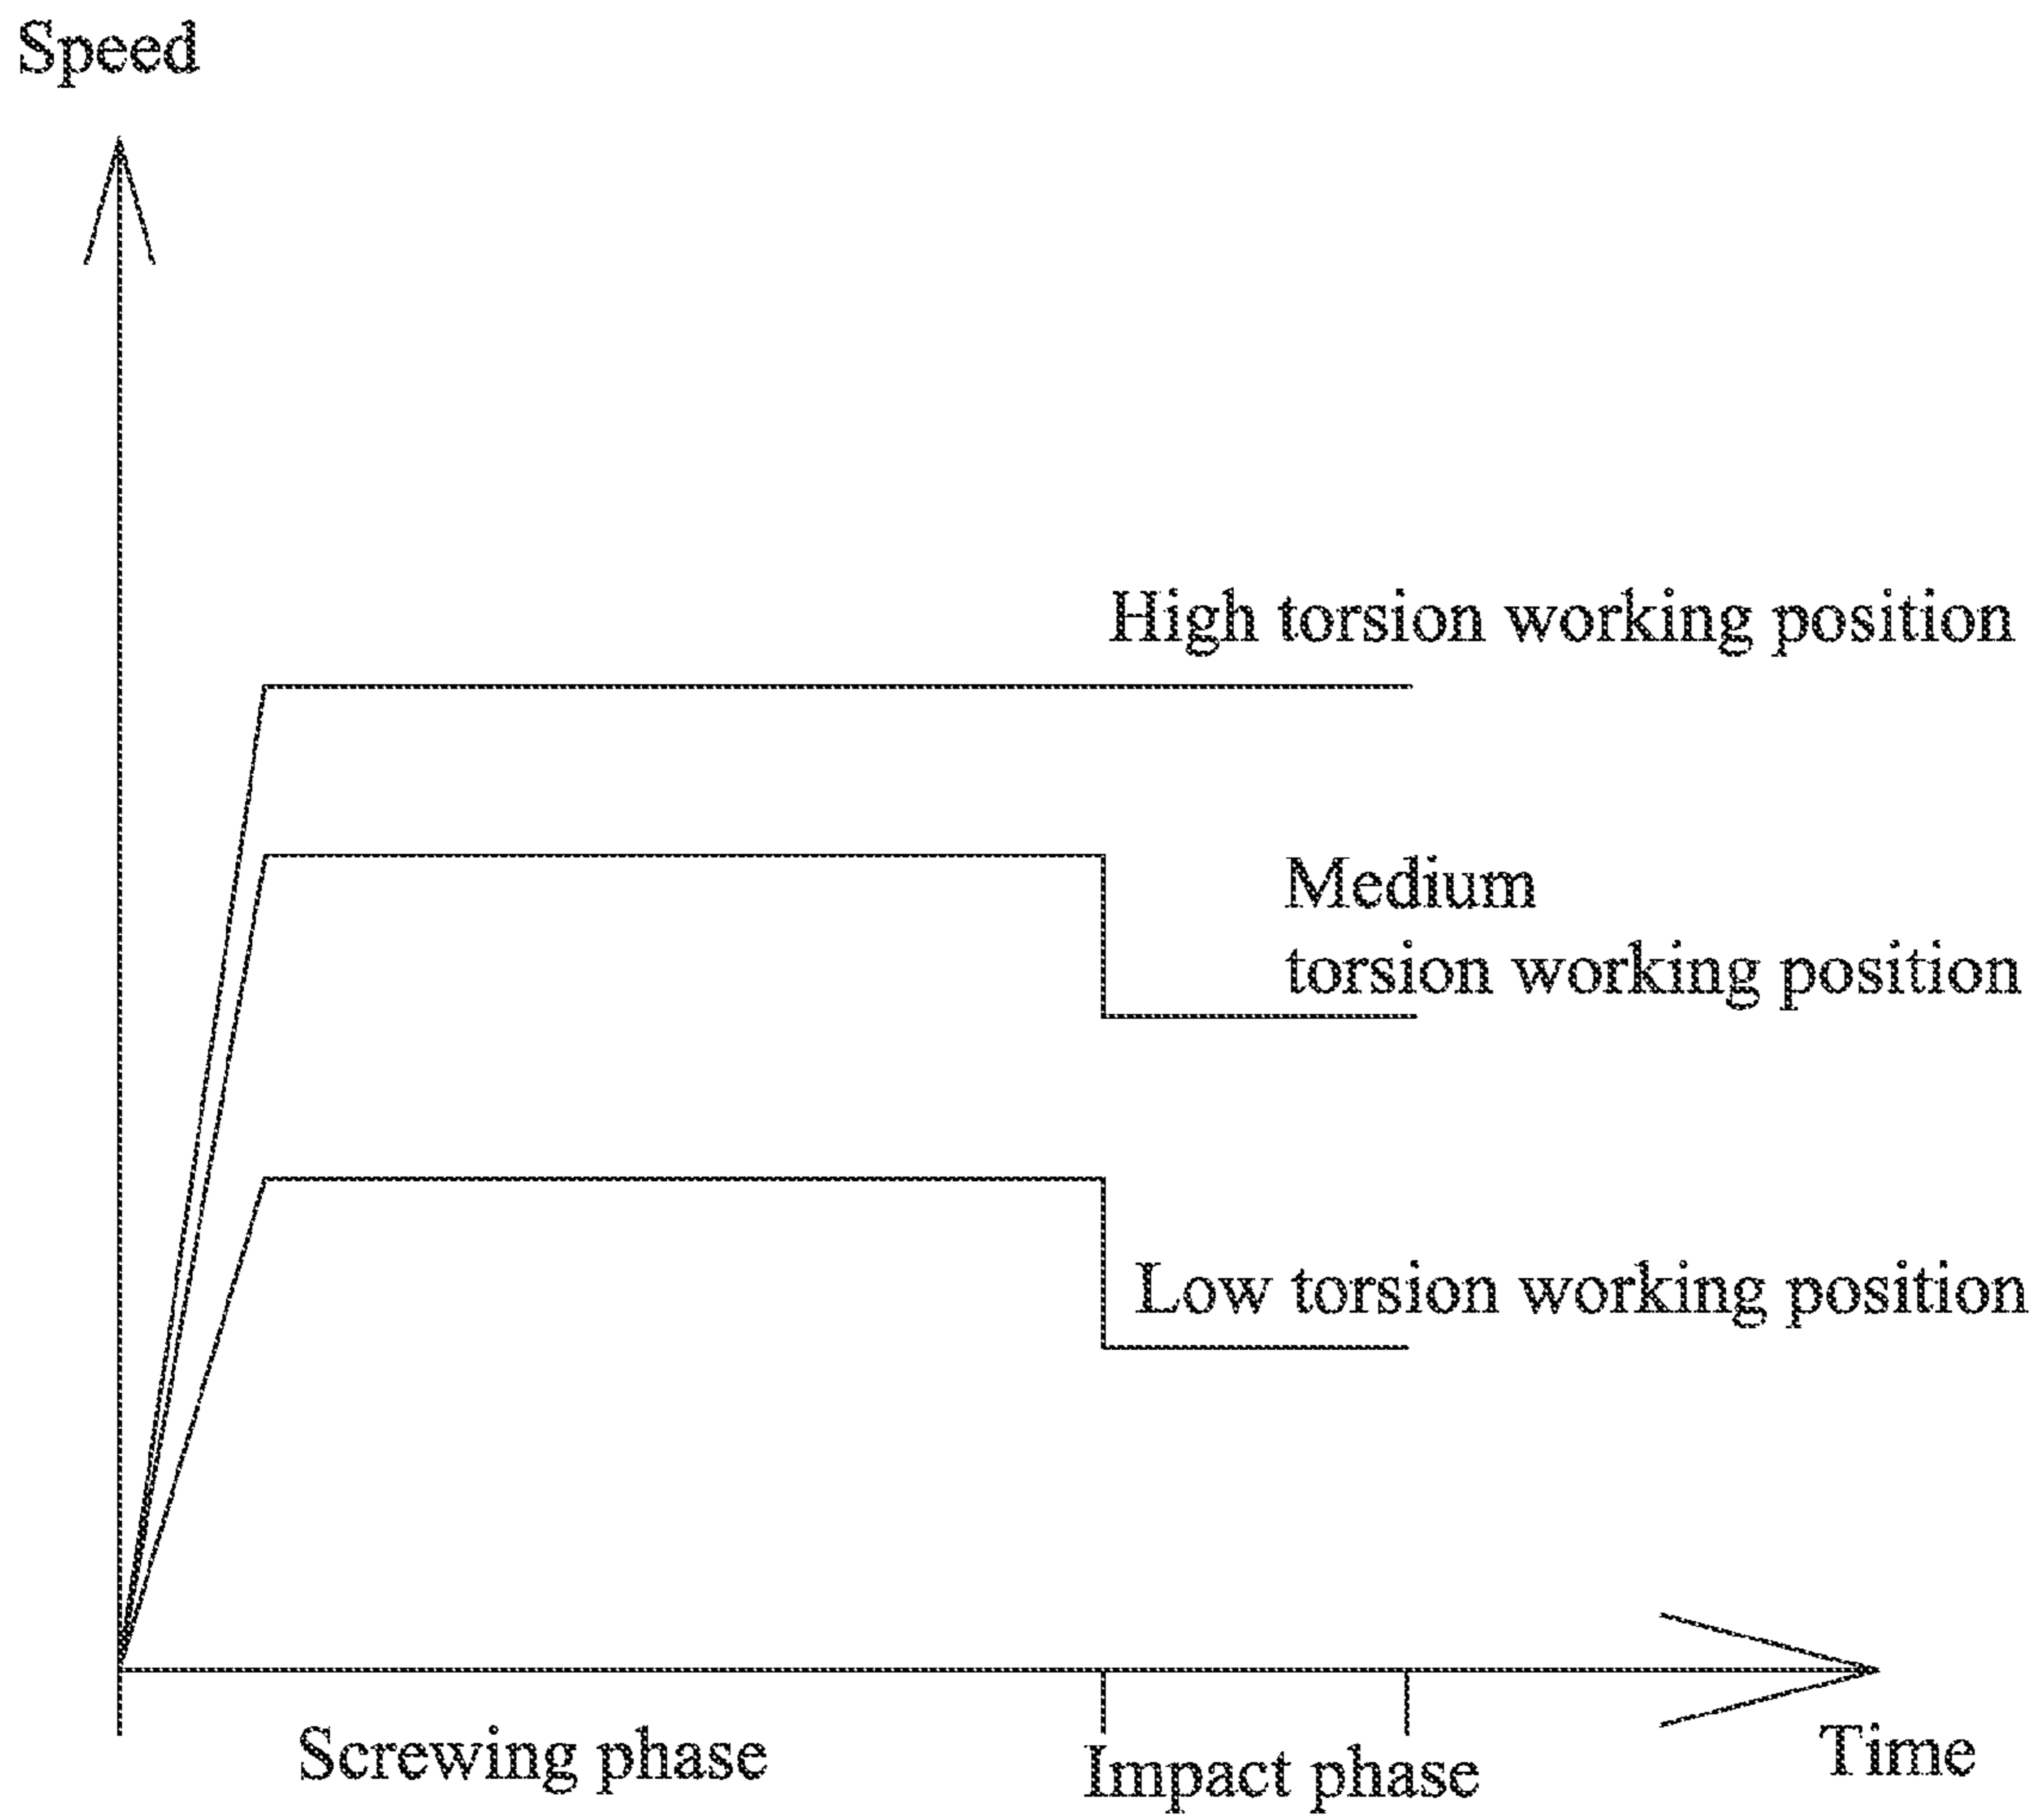 Speed
High torsion working position
Medium
torsion working position
Low torsion working position
Screwing phase
Impact phase
Time